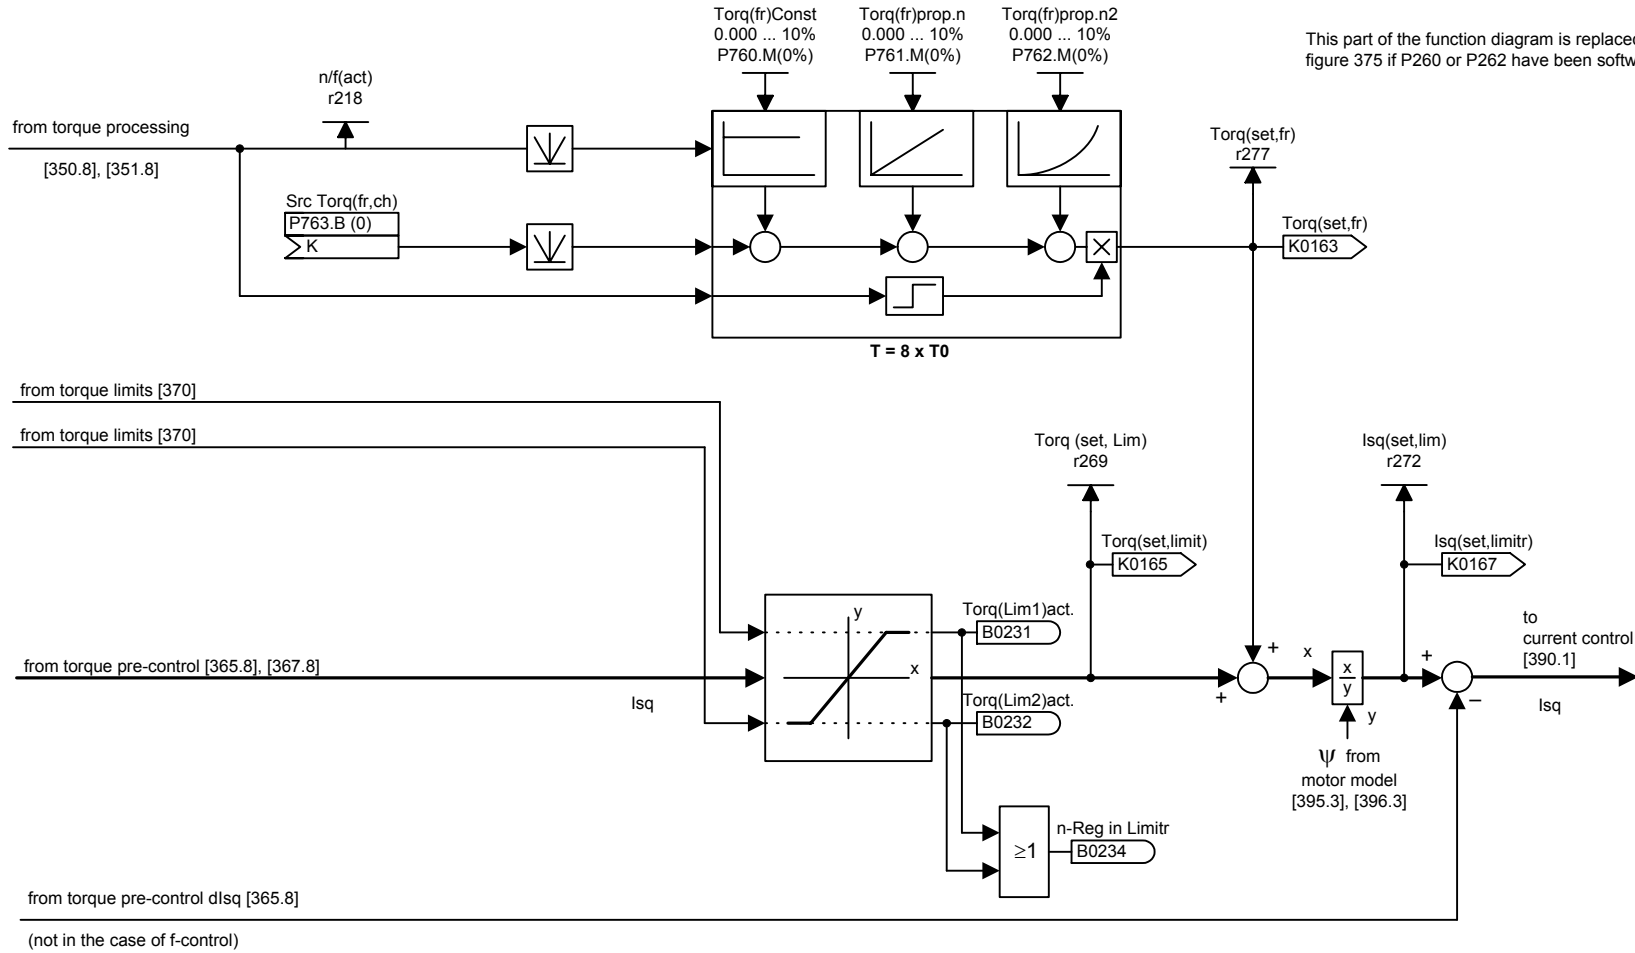 Torq(fr)Const
0.000 ... 10%
P760.M(0%)
Torq(fr)prop.n
0.000 ... 10%
P761.M(0%)
Torq(fr)prop.n2
0.000 ... 10%
P762.M(0%)
This part of the function diagram is replaced
figure 375 if P260 or P262 have been softw
n/f(act)
r218
from torque processing
[350.8], [351.8]
Src Torq(fr,ch)
P763.B (0)
K
Torq(set,fr)
r277
Torq(set,fr)
K0163
T = 8 x T0
from torque limits [370]
from torque limits [370]
Torq (set, Lim)
r269
Isq(set,lim)
r272
Torq(set,limit)
K0165
Isq(set,limitr)
K0167
y
x
Torq(Lim1)act.
B0231
from torque pre-control [365.8], [367.8]
Isq
Torq(Lim2)act.
B0232
+
+
x
x
y
y
+
–
to
current control
[390.1]
Isq
ψ from
motor model
[395.3], [396.3]
≥1
n-Reg in Limitr
B0234
from torque pre-control dIsq [365.8]
(not in the case of f-control)